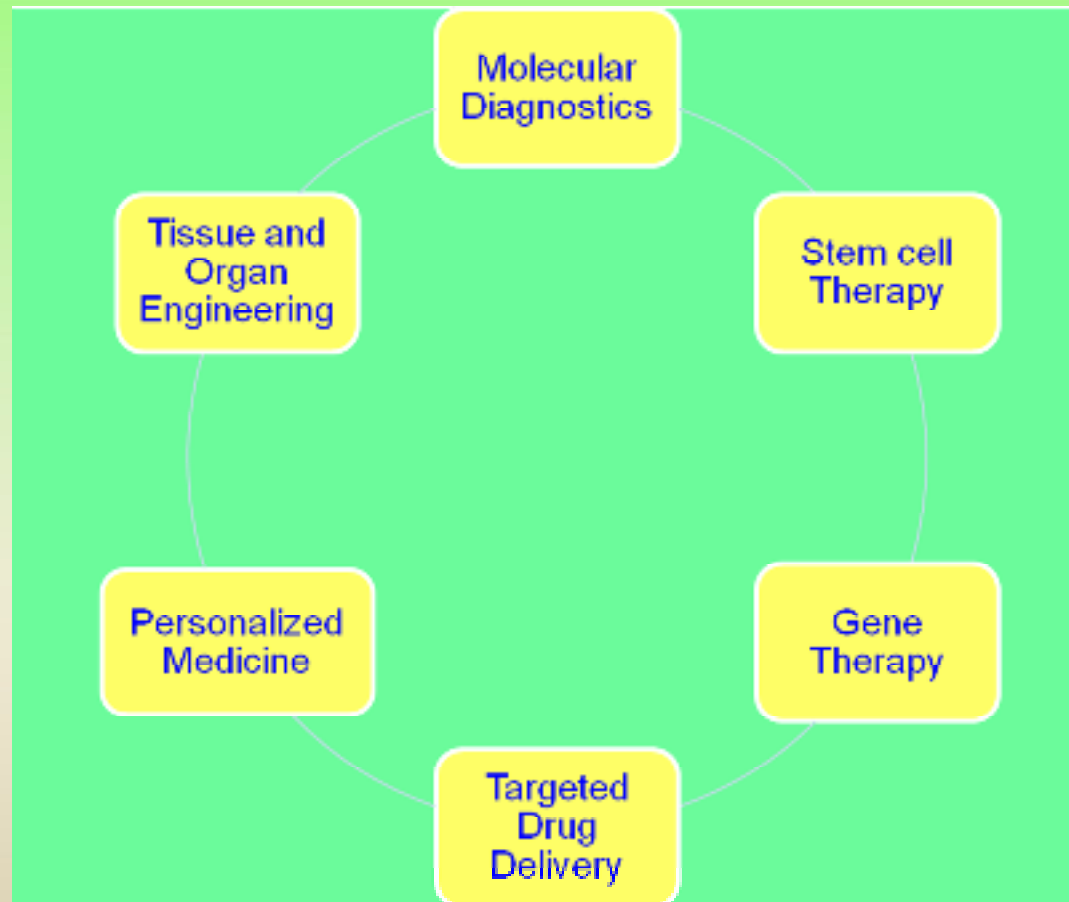 Molecular
Diagnostics
Stem cell
Therapy
Gene
Therapy
Targeted
Drug
Delivery
Personalized
Medicine
Tissue and
Organ
Engineering